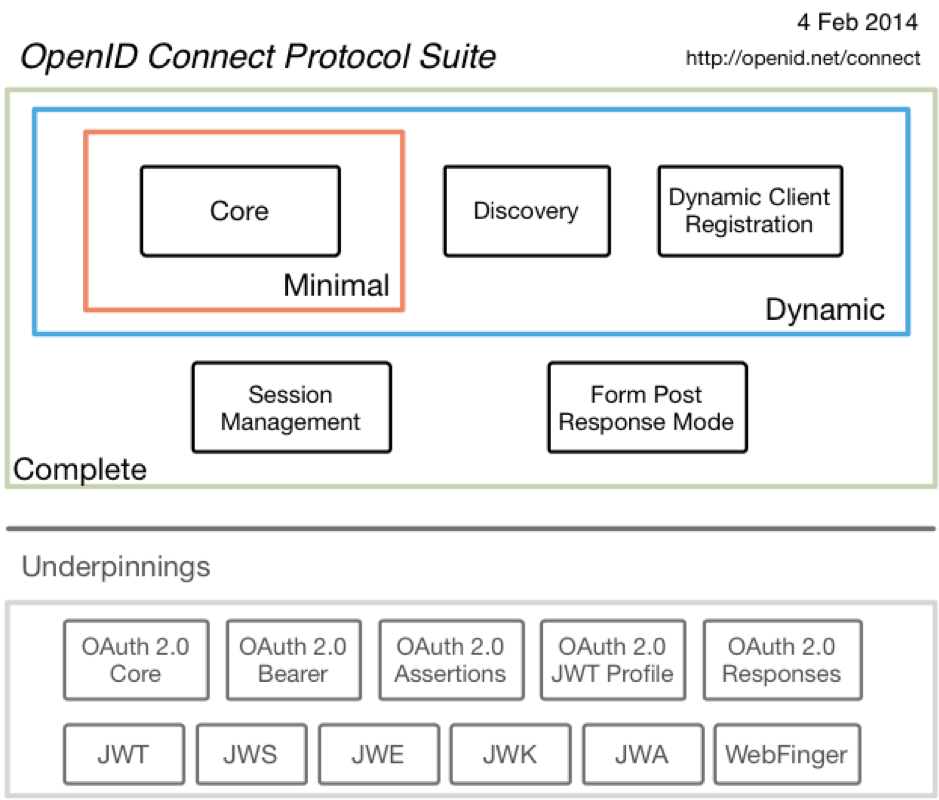 4 Feb 2014
OpenID Connect Protocol Suite
http://openid.net/connect
Core
Discovery
Dynamic Client
Registration
Minimal
Dynamic
Session
Management
Form Post
Response Mode
Complete
Underpinnings
OAuth 2.0
Core
OAuth 2.0
Bearer
OAuth 2.0
Assertions
OAuth 2.0
JWT Profile
OAuth 2.0
Responses
JWT
JWS
JWE
JWK
JWA
WebFinger